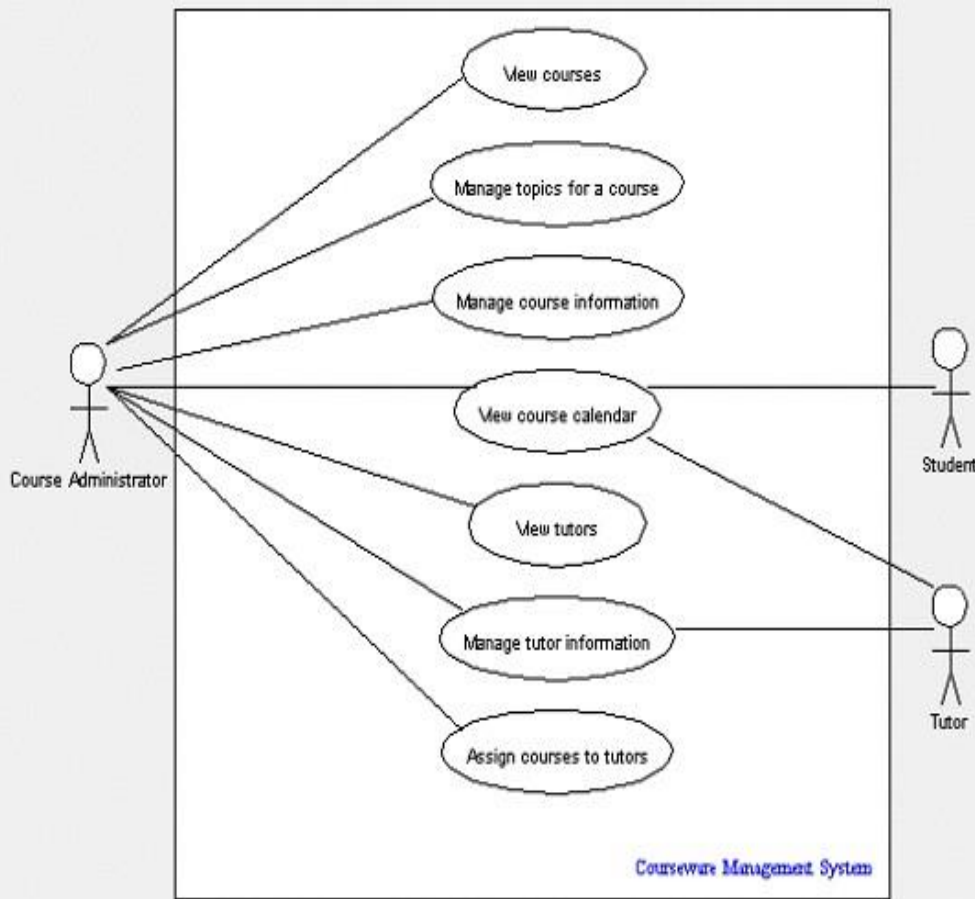 View courses
Manage topics for a course
Manage course information
View course calendar
Student
Course Administrator
View tutors
Manage tutor information
Tutor
Assign courses to tutors
Courseware Management System